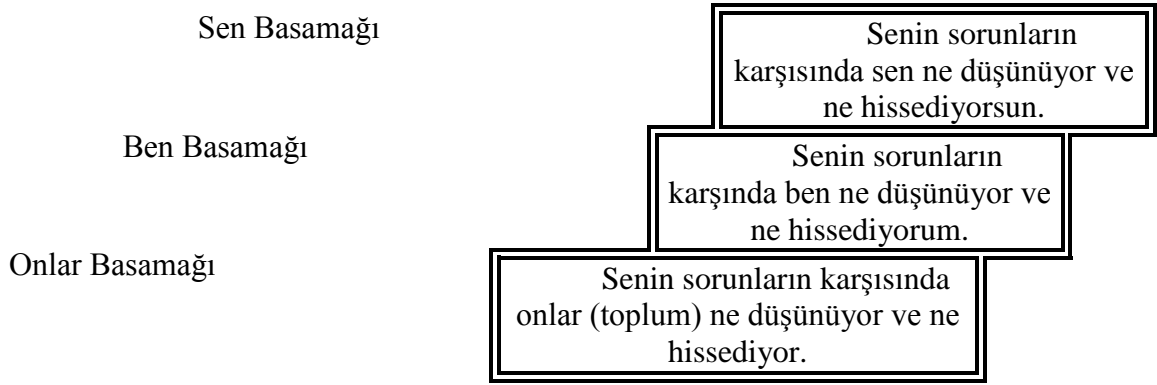 Sen Basamağı
Senin sorunların
karşısında sen ne düşünüyor ve
ne hissediyorsun.
Ben Basamağı
Senin sorunların
karşında ben ne düşünüyor ve
ne hissediyorum.
Onlar Basamağı
Senin sorunların karşısında
onlar (toplum) ne düşünüyor ve ne
hissediyor.